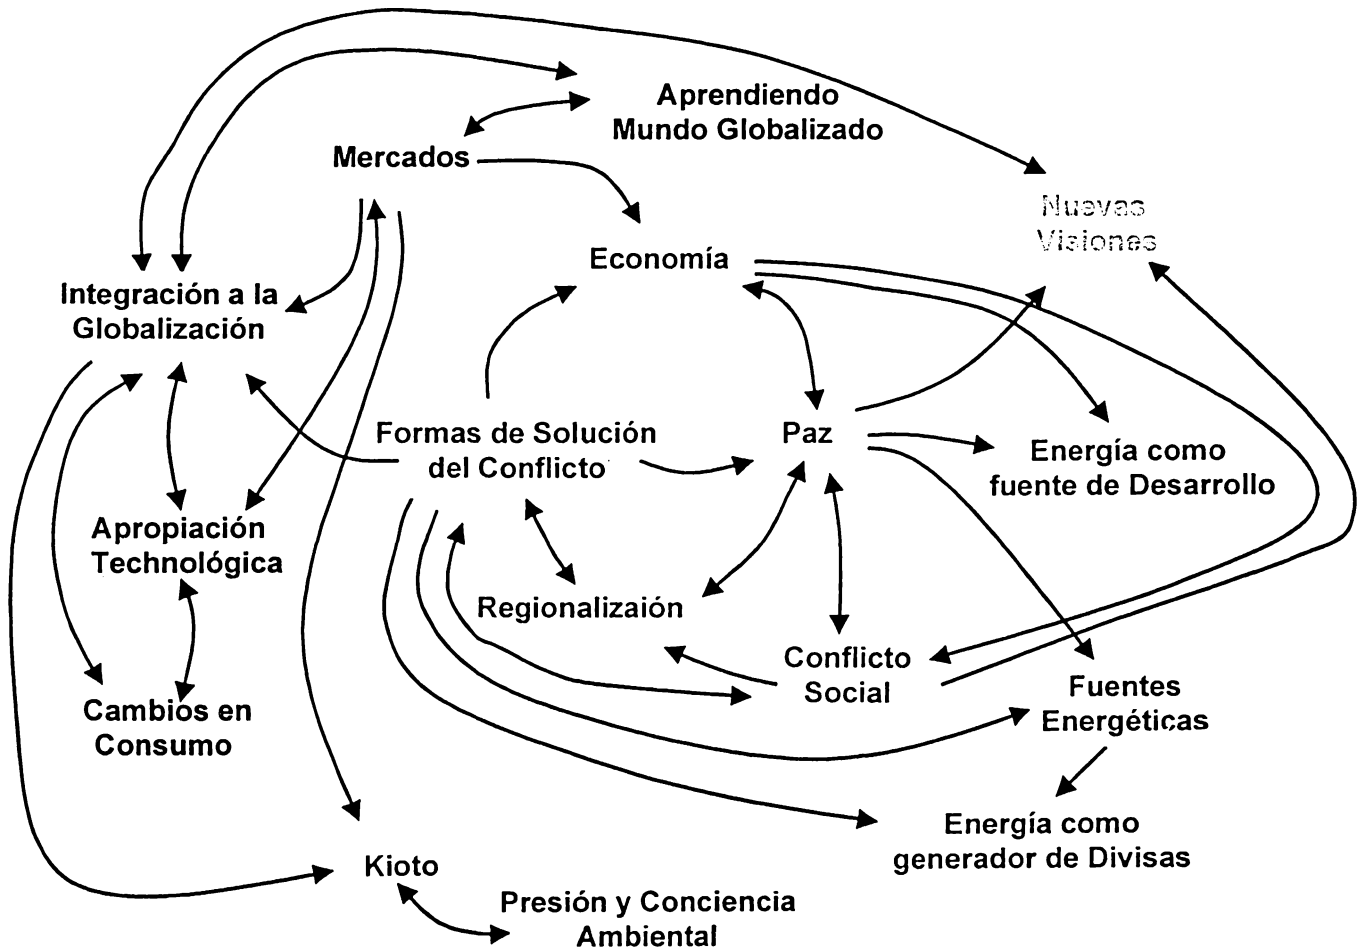 Aprendiendo
Mundo Globalizado
Mercados
Nuevas
Visiones
Economía
Integración a la
Globalización
Formas de Solución
del Conflicto
Paz
Energía como
fuente de Desarrollo
Apropiación
Technológica
Regionalizaión
Conflicto
Social
Fuentes
Energéticas
Cambios en
Consumo
Energía como
generador de Divisas
Kioto
Presión y Conciencia
Ambiental